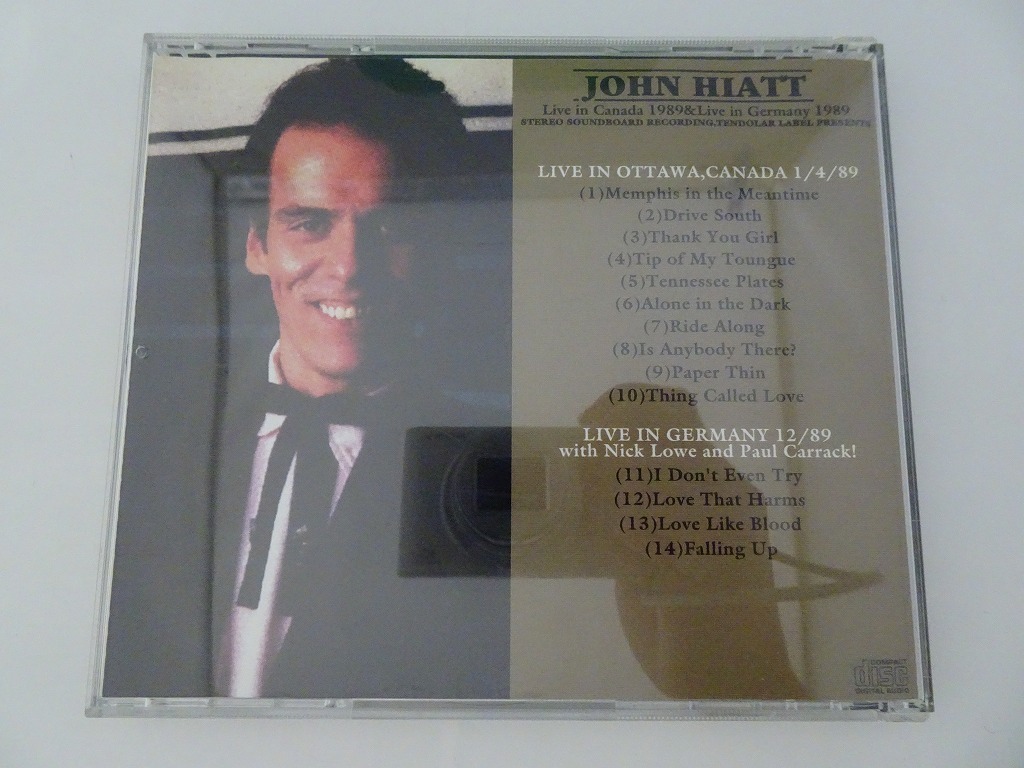 JOHN HIATT
Live in Canada 1989&Live in Germany 1989
STEREO SOUNDBOARD RECORDING,TENDOLAR LABEL PRESENTS
LIVE IN OTTAWA,CANADA 1/4/89
(1)Memphis in the Meantime
(2)Drive South
(3)Thank You Girl
(4)Tip of My Toungue
(5)Tennessee Plates
(6)Alone in the Dark
(7)Ride Along
(8)Is Anybody There?
(9)Paper Thin
(10)Thing Called Love
LIVE IN GERMANY 12/89
with Nick Lowe and Paul Carrack!
(11)I Don't Even Try
(12)Love That Harms
(13)Love Like Blood
(14)Falling Up
COMPACT
disc
DIGITAL AUDIO